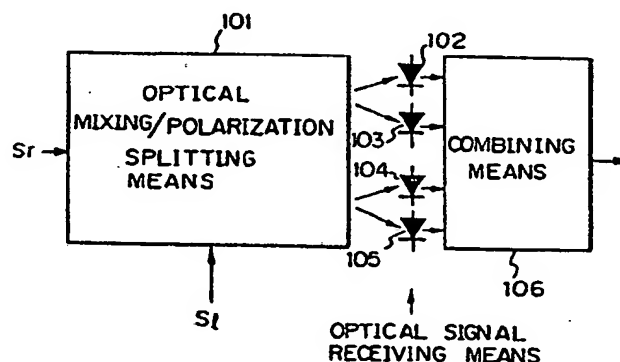 101
102
OPTICAL
MIXING/POLARIZATION
SPLITTING
MEANS
Sr
103
104
COMBINING
MEANS
105
106
Sl
OPTICAL SIGNAL
RECEIVING MEANS